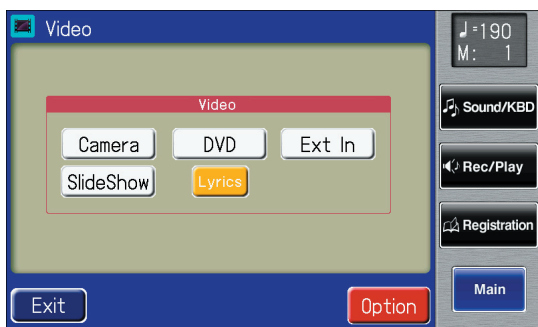 Video
♩=190
M: 1
Video
Camera
DVD
Ext In
SlideShow
Lyrics
Sound/KBD
Rec/Play
Registration
Main
Exit
Option